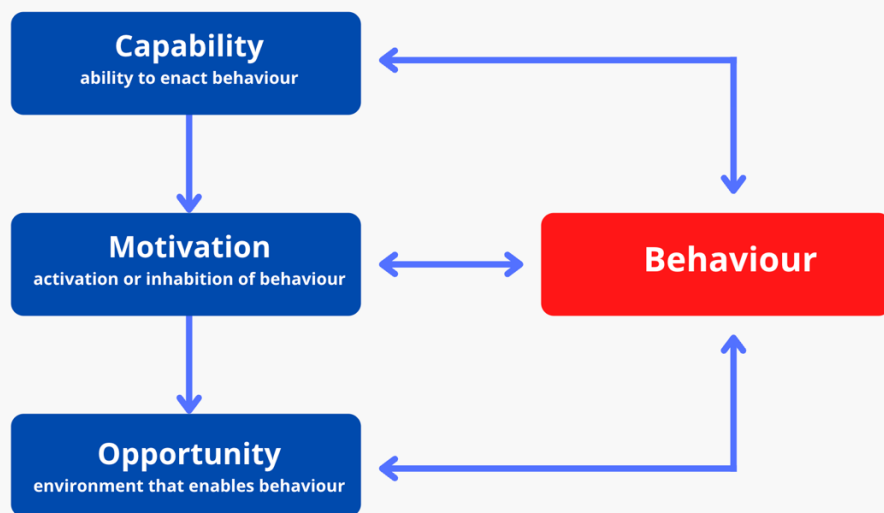 Capability
ability to enact behaviour
Motivation
activation or inhabition of behaviour
Behaviour
Opportunity
environment that enables behaviour